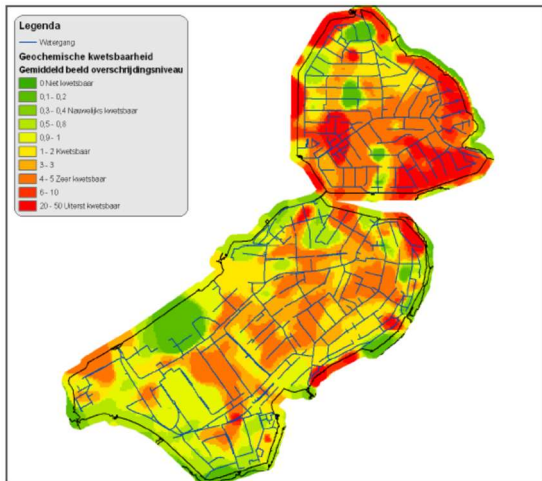 Legenda
Watergang
Geochemische kwetsbaarheid
Gemiddeld beeld overschrijdingsniveau
0 Niet kwetsbaar
0,1 - 0,2
0,3 - 0,4 Nauwelijks kwetsbaar
0,5 - 0,8
0,9 - 1
1 - 2 Kwetsbaar
3 - 3
4 - 5 Zeer kwetsbaar
6 - 10
20 - 50 Uiterst kwetsbaar